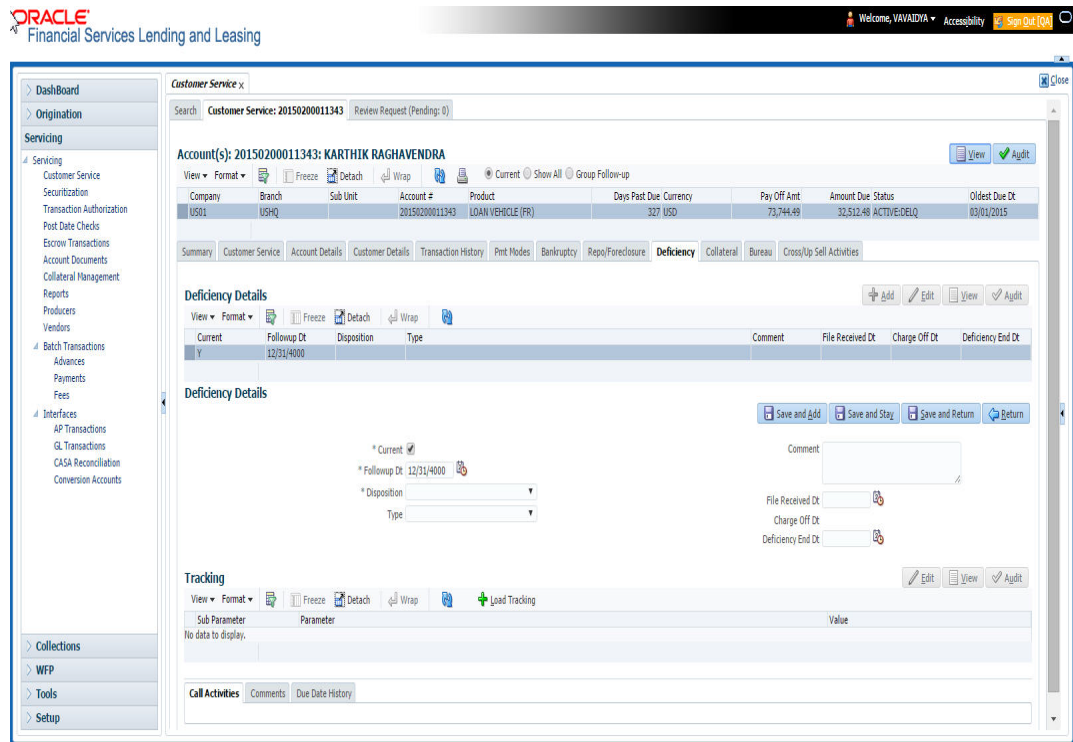 ORACLE'
Financial Services Lending and Leasing
Welcome, VAVAIDYA Accessibility Sign Out [QA]
Close
DashBoard
Origination
Servicing
Servicing
Customer Service
Securitization
Transaction Authorization
Post Date Checks
Escrow Transactions
Account Documents
Collateral Management
Reports
Producers
Vendors
Batch Transactions
Advances
Payments
Fees
Interfaces
AP Transactions
GL Transactions
CASA Reconciliation
Conversion Accounts
Collections
WFP
Tools
Setup
Customer Service x
Search Customer Service: 20150200011343 Review Request (Pending: 0)
Account(s): 20150200011343: KARTHIK RAGHAVENDRA
View Audit
View Format Freeze Detach Wrap Current Show All Group Follow-up
Company Branch Sub Unit Account # Product Days Past Due Currency Pay Off Amt Amount Due Status Oldest Due Dt
US01 USHQ 20150200011343 LOAN VEHICLE (FR) 327 USD 73,744.49 32,512.48 ACTIVE:DELQ 03/01/2015
Summary Customer Service Account Details Customer Details Transaction History Pmt Modes Bankruptcy Repo/Foreclosure Deficiency Collateral Bureau Cross/Up Sell Activities
Deficiency Details
Add Edit View Audit
View Format Freeze Detach Wrap
Current Followup Dt Disposition Type Comment File Received Dt Charge Off Dt Deficiency End Dt
Y 12/31/4000
Deficiency Details
Save and Add Save and Stay Save and Return Return
* Current
* Followup Dt 12/31/4000
* Disposition
Type
Comment
File Received Dt
Charge Off Dt
Deficiency End Dt
Tracking
Edit View Audit
View Format Freeze Detach Wrap Load Tracking
Sub Parameter Parameter Value
No data to display.
Call Activities Comments Due Date History